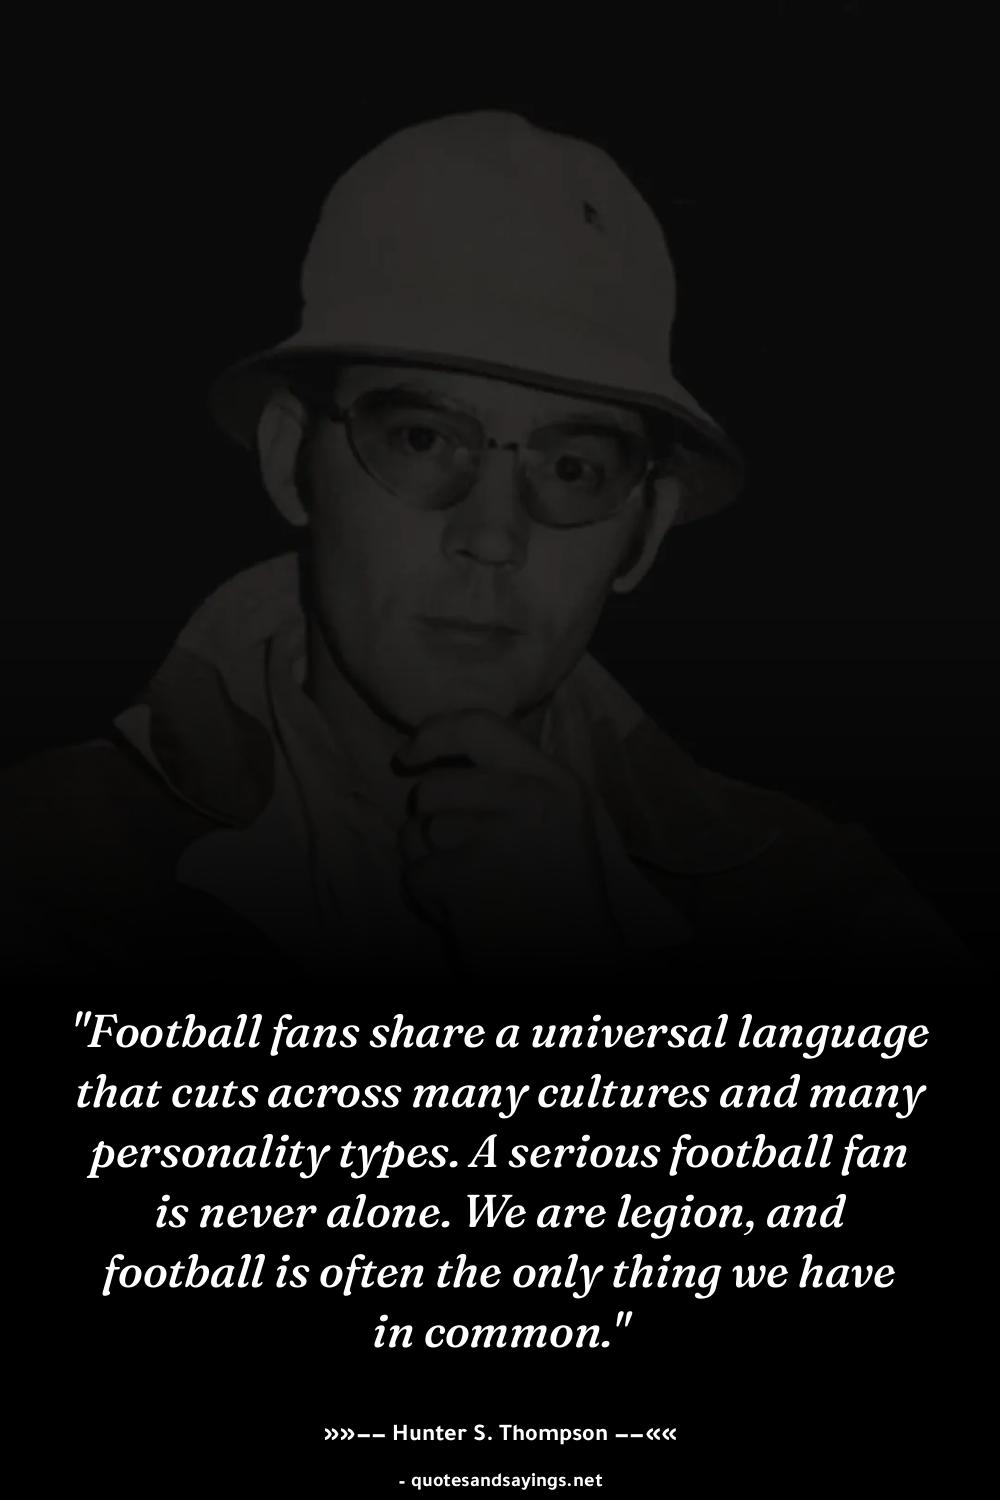 "Football fans share a universal language
that cuts across many cultures and many
personality types. A serious football fan
is never alone. We are legion, and
football is often the only thing we have
in common."
»»–– Hunter S. Thompson ––««
- quotesandsayings.net